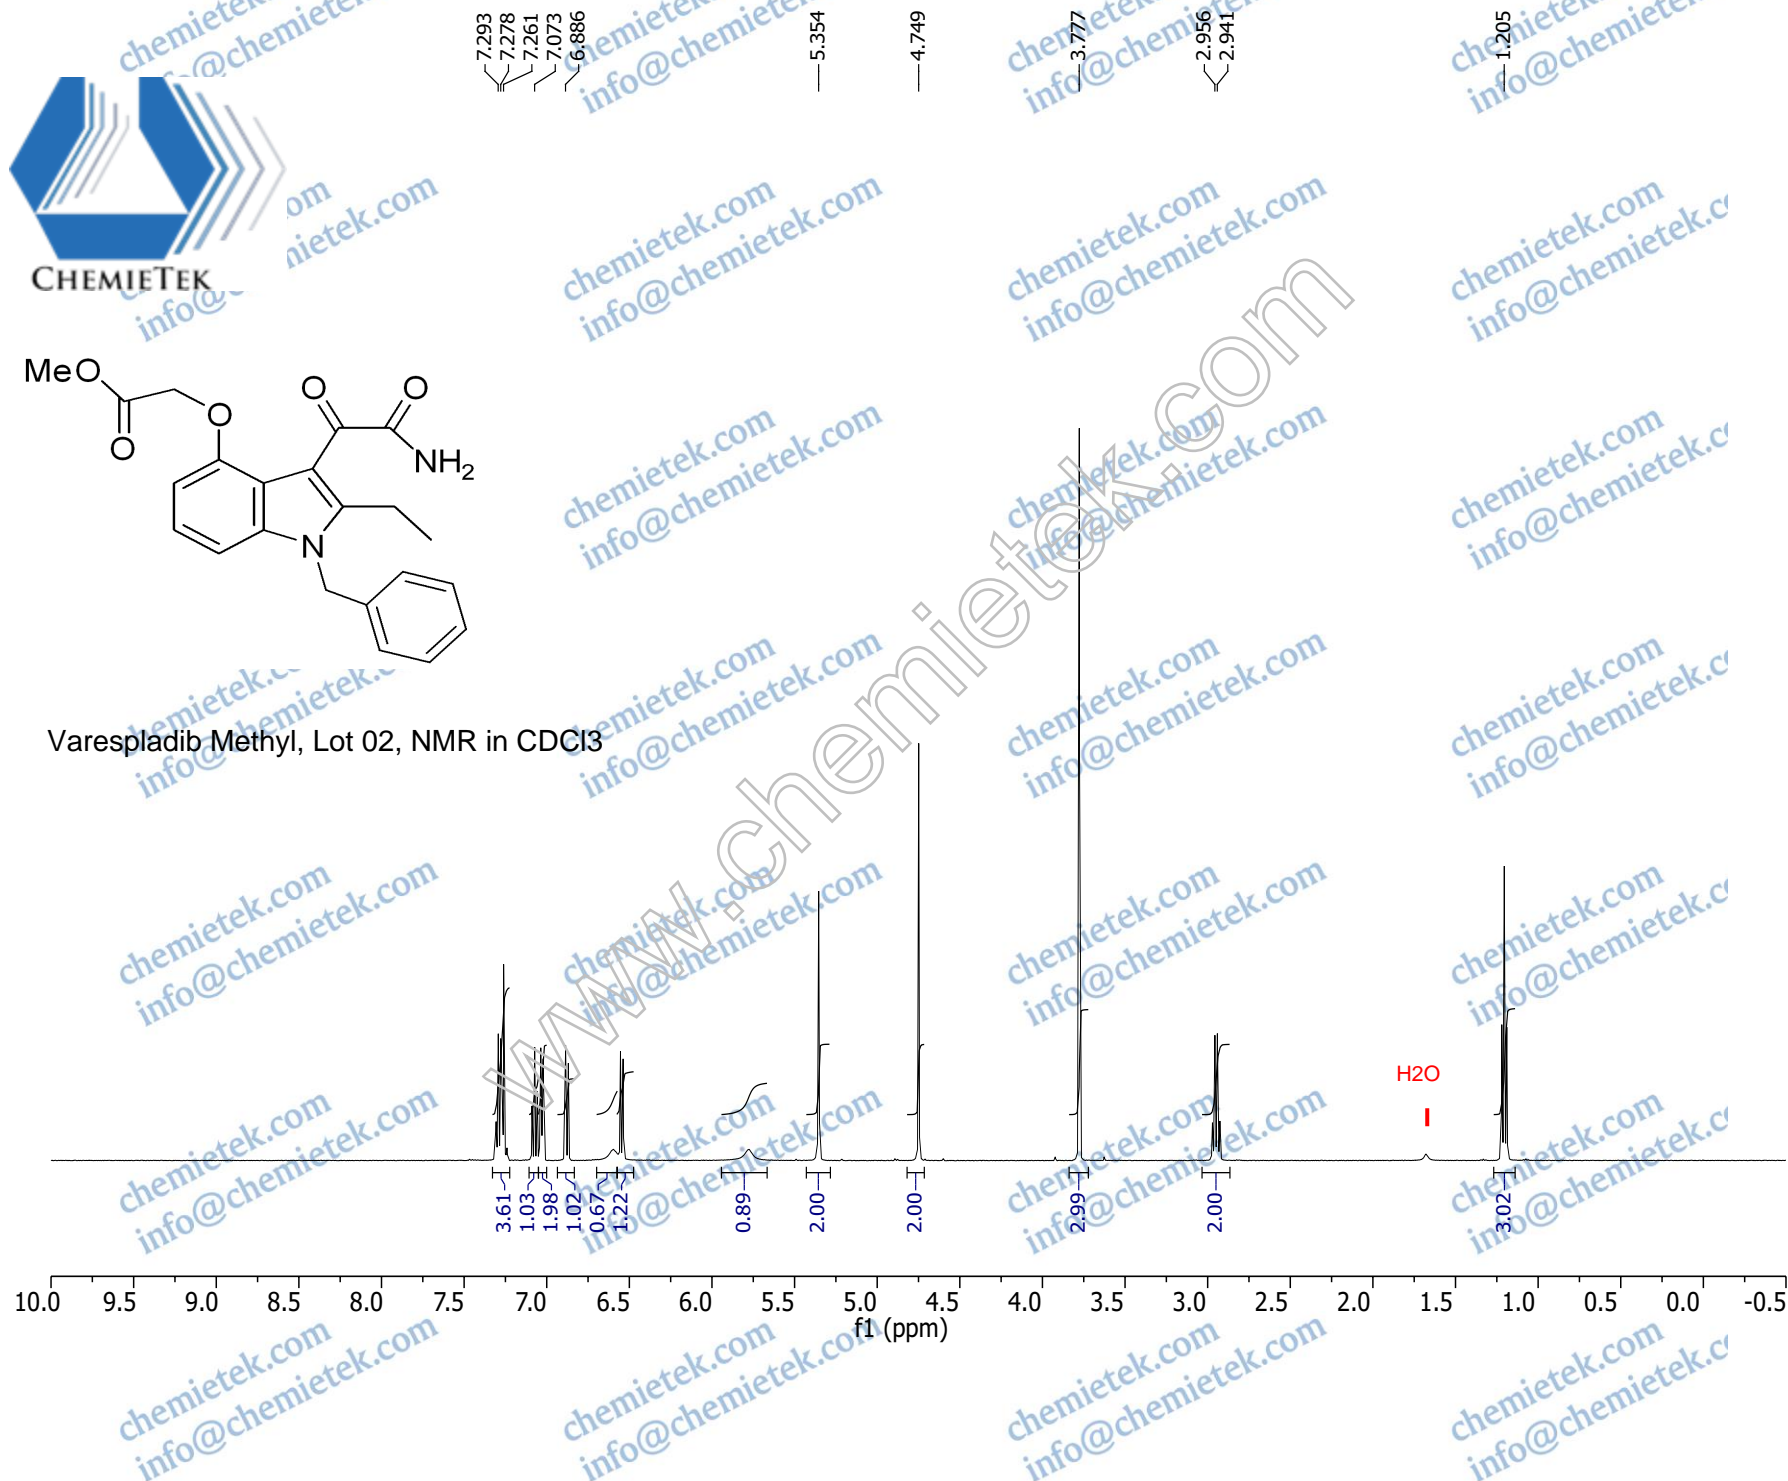 7.293
7.278
7.261
7.073
6.886
5.354
4.749
3.777
2.956
2.941
1.205
CHEMIETEK
MeO
O
O
O
O
NH2
N
Varespladib Methyl, Lot 02, NMR in CDCl3
www.chemietek.com
H2O
3.61
1.03
1.98
1.02
0.67
1.22
0.89
2.00
2.00
2.99
2.00
3.02
10.0 9.5 9.0 8.5 8.0 7.5 7.0 6.5 6.0 5.5 5.0 4.5 4.0 3.5 3.0 2.5 2.0 1.5 1.0 0.5 0.0 -0.5
f1 (ppm)
chemietek.com
info@chemietek.com